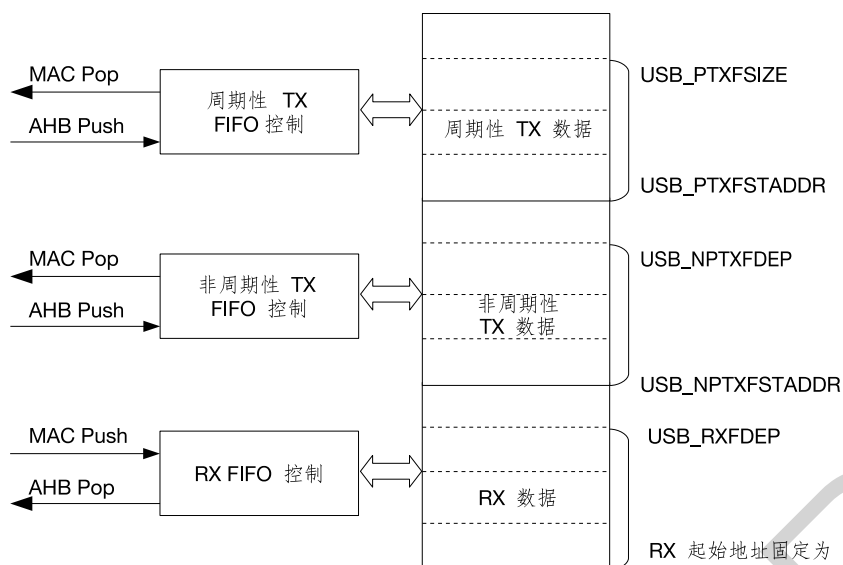 MAC Pop
AHB Push
周期性 TX
FIFO 控制
周期性 TX 数据
USB_PTXFSIZE
USB_PTXFSTADDR
MAC Pop
AHB Push
非周期性 TX
FIFO 控制
非周期性
TX 数据
USB_NPTXFDEP
USB_NPTXFSTADDR
MAC Push
AHB Pop
RX FIFO 控制
RX 数据
USB_RXFDEP
RX 起始地址固定为